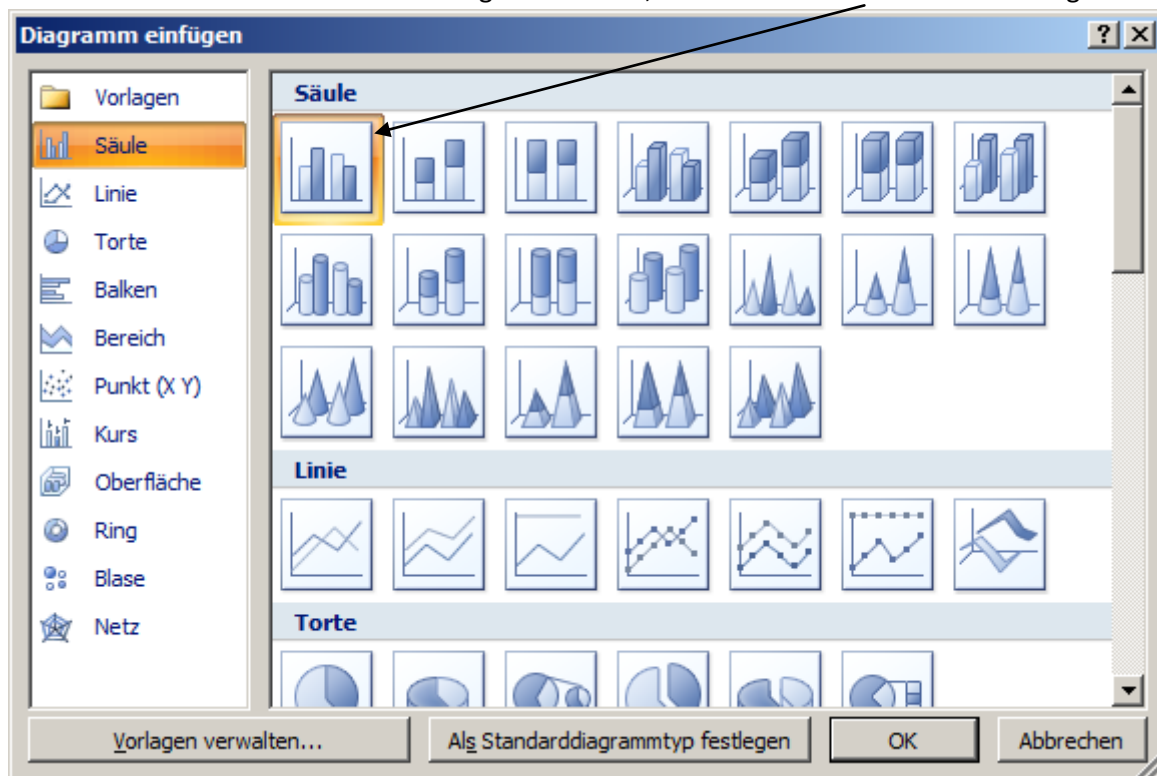 Diagramm einfügen
Vorlagen
Säule
Linie
Torte
Balken
Bereich
Punkt (X Y)
Kurs
Oberfläche
Ring
Blase
Netz
Säule
Linie
Torte
Vorlagen verwalten...
Als Standarddiagrammtyp festlegen
OK
Abbrechen